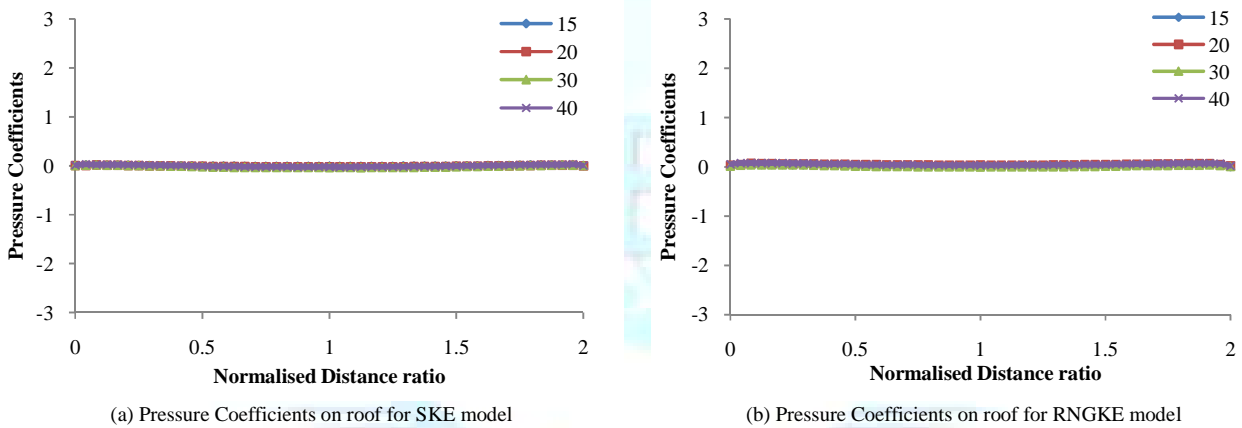 3
2
1
0
-1
-2
-3
Pressure Coefficients
15
20
30
40
0 0.5 1 1.5 2
Normalised Distance ratio
(a) Pressure Coefficients on roof for SKE model
3
2
1
0
-1
-2
-3
Pressure Coefficients
15
20
30
40
0 0.5 1 1.5 2
Normalised Distance ratio
(b) Pressure Coefficients on roof for RNGKE model